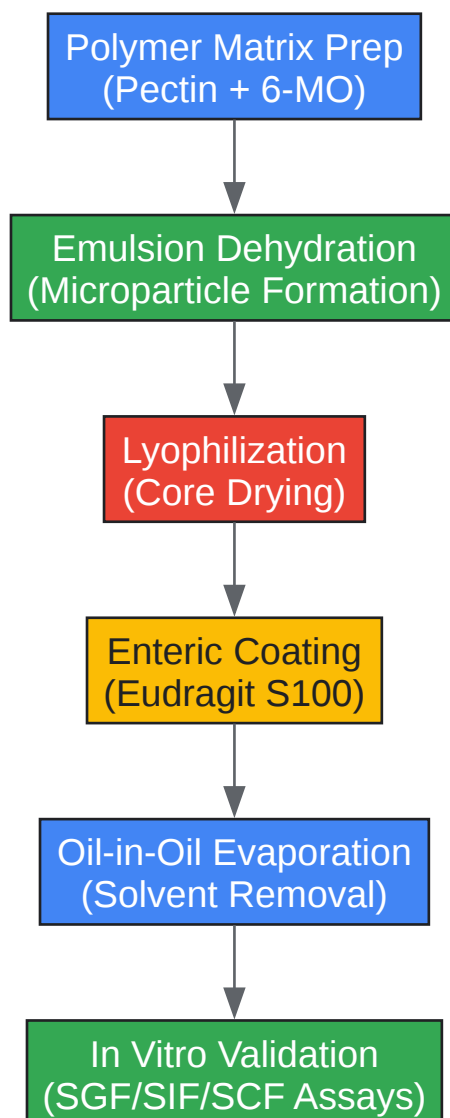 Polymer Matrix Prep
(Pectin + 6-MO)
Emulsion Dehydration
(Microparticle Formation)
Lyophilization
(Core Drying)
Enteric Coating
(Eudragit S100)
Oil-in-Oil Evaporation
(Solvent Removal)
In Vitro Validation
(SGF/SIF/SCF Assays)